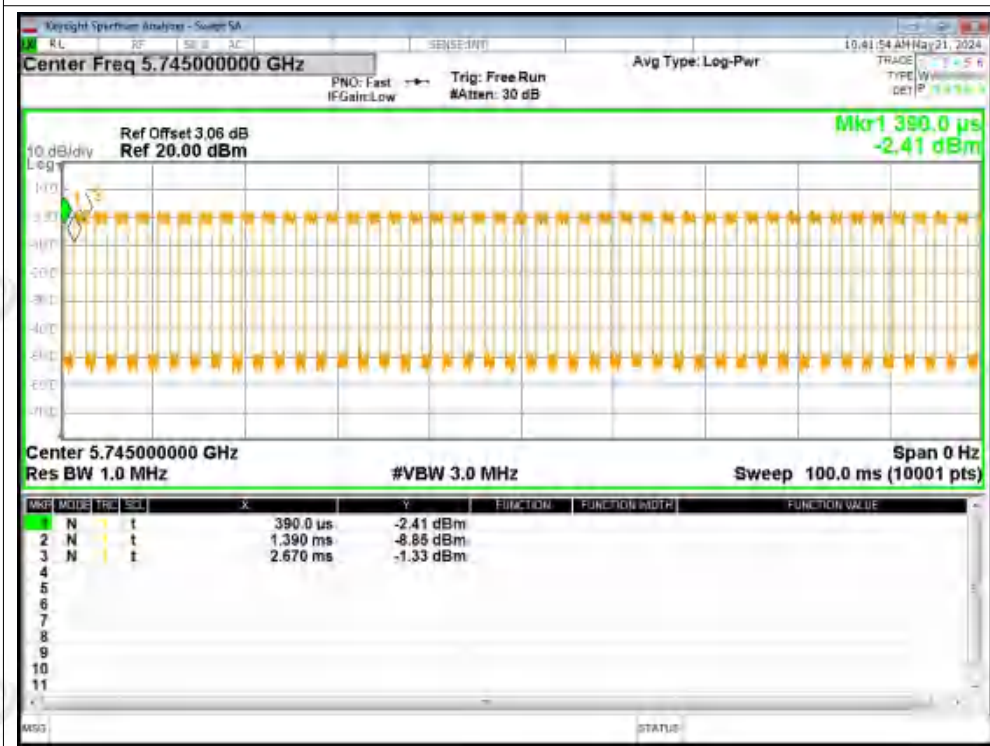 Keysight Spectrum Analyzer - Swept SA
RL RF 50 Ω AC SENSE:INT 10:41:54 AM May 21, 2024
Center Freq 5.745000000 GHz Avg Type: Log-Pwr TRACE
PNO: Fast Trig: Free Run TYPE W
IFGain:Low #Atten: 30 dB DET P
Mkr1 390.0 µs
-2.41 dBm
Ref Offset 3.06 dB
10 dB/div Ref 20.00 dBm
Log
1 3
Center 5.745000000 GHz Span 0 Hz
Res BW 1.0 MHz #VBW 3.0 MHz Sweep 100.0 ms (10001 pts)
MKR MODE TRC SCL X Y FUNCTION FUNCTION WIDTH FUNCTION VALUE
1 N 1 t 390.0 µs -2.41 dBm
2 N 1 t 1.390 ms -8.85 dBm
3 N 1 t 2.670 ms -1.33 dBm
4
5
6
7
8
9
10
11
MSG STATUS